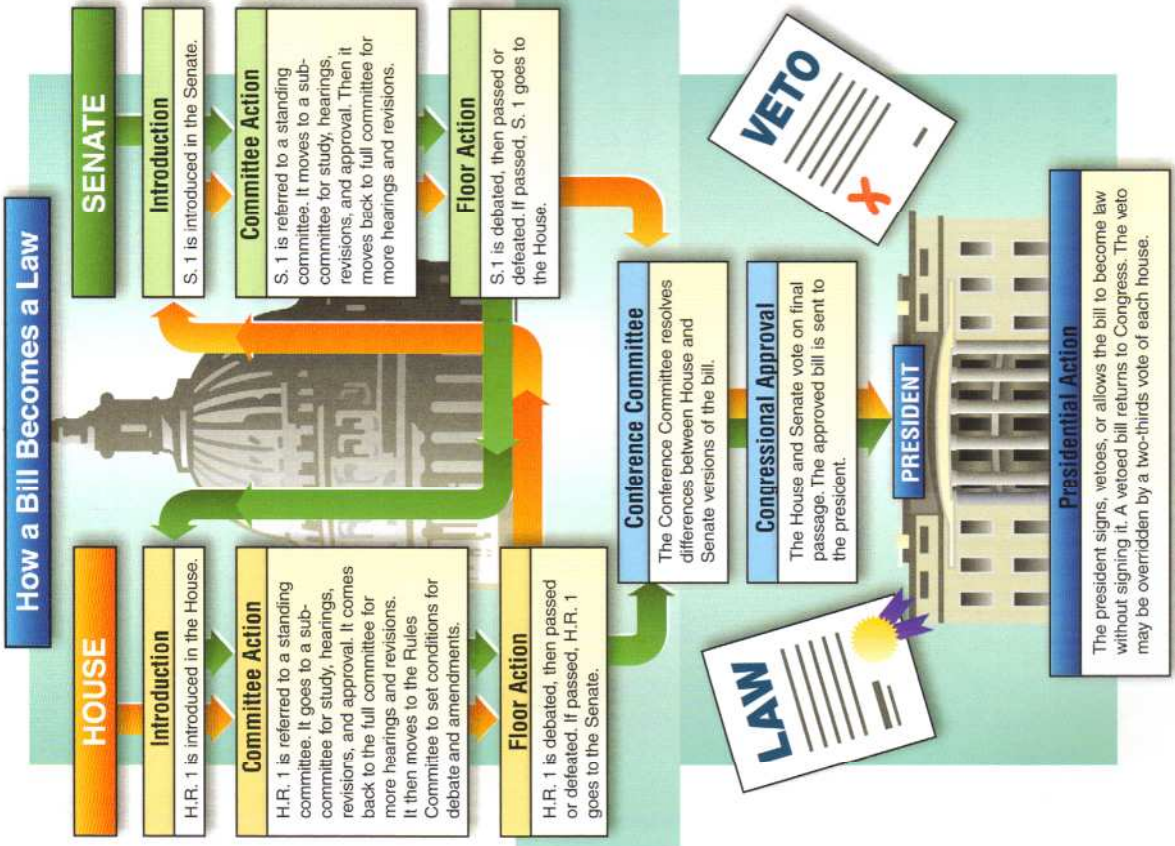 How a Bill Becomes a Law
HOUSE
Introduction
H.R. 1 is introduced in the House.
Committee Action
H.R. 1 is referred to a standing
committee. It goes to a sub-
committee for study, hearings,
revisions, and approval. It comes
back to the full committee for
more hearings and revisions.
It then moves to the Rules
Committee to set conditions for
debate and amendments.
Floor Action
H.R. 1 is debated, then passed
or defeated. If passed, H.R. 1
goes to the Senate.
SENATE
Introduction
S. 1 is introduced in the Senate.
Committee Action
S. 1 is referred to a standing
committee. It moves to a sub-
committee for study, hearings,
revisions, and approval. Then it
moves back to full committee for
more hearings and revisions.
Floor Action
S. 1 is debated, then passed or
defeated. If passed, S. 1 goes to
the House.
Conference Committee
The Conference Committee resolves
differences between House and
Senate versions of the bill.
Congressional Approval
The House and Senate vote on final
passage. The approved bill is sent to
the president.
LAW
VETO
PRESIDENT
Presidential Action
The president signs, vetoes, or allows the bill to become law
without signing it. A vetoed bill returns to Congress. The veto
may be overridden by a two-thirds vote of each house.